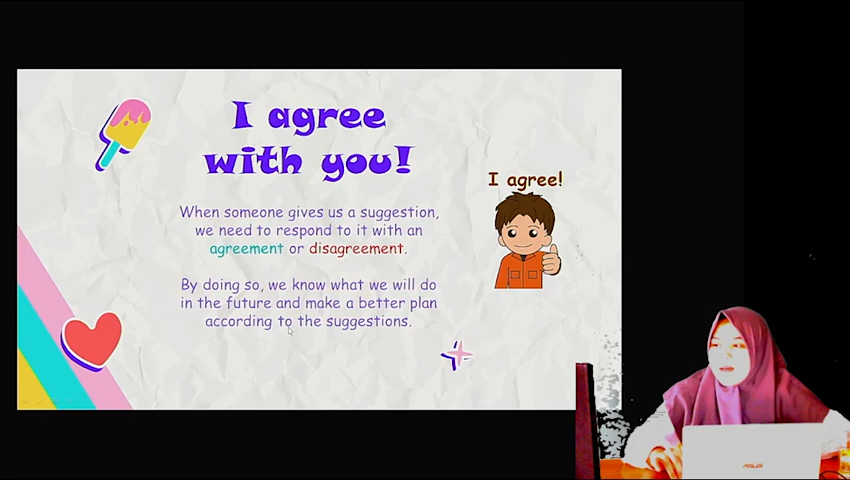 I agree
with you!
I agree!
When someone gives us a suggestion,
we need to respond to it with an
agreement or disagreement.
By doing so, we know what we will do
in the future and make a better plan
according to the suggestions.
ASUS